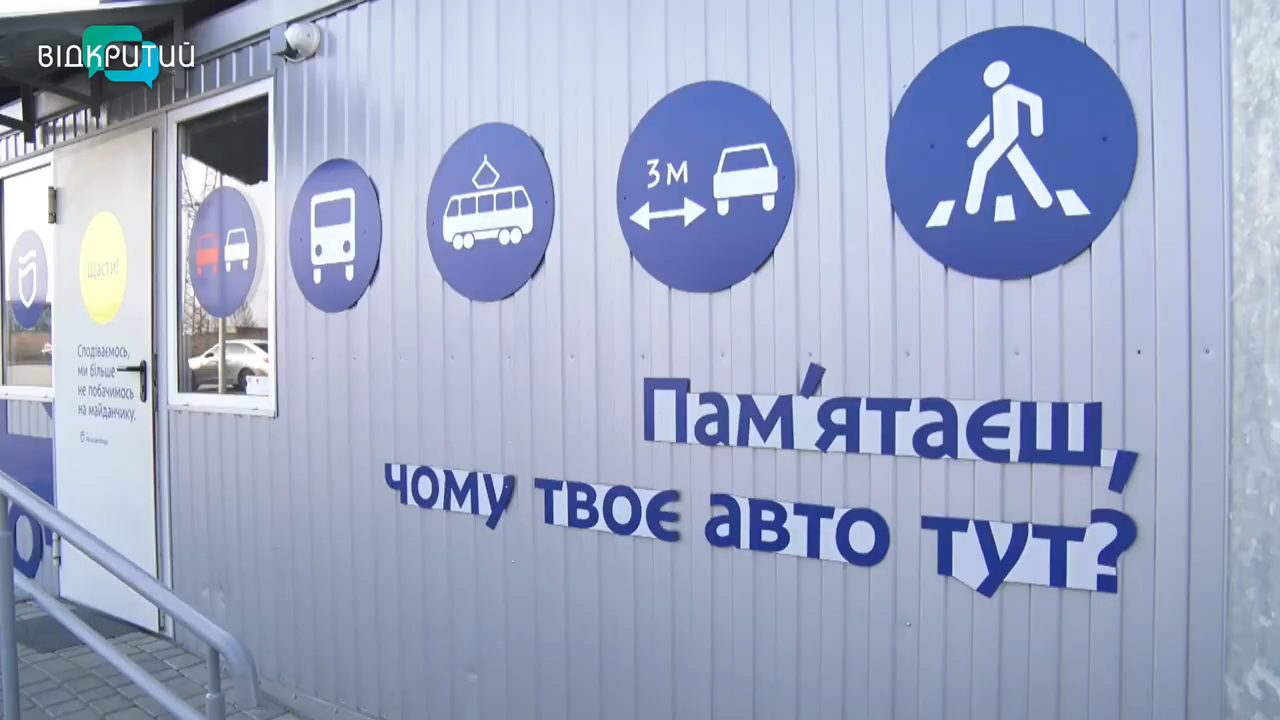 ВІДКРИТИЙ
3 м
Щасти!
Сподіваємось,
ми більше
не побачимось
на майданчику.
Пам'ятаєш,
чому твоє авто тут?